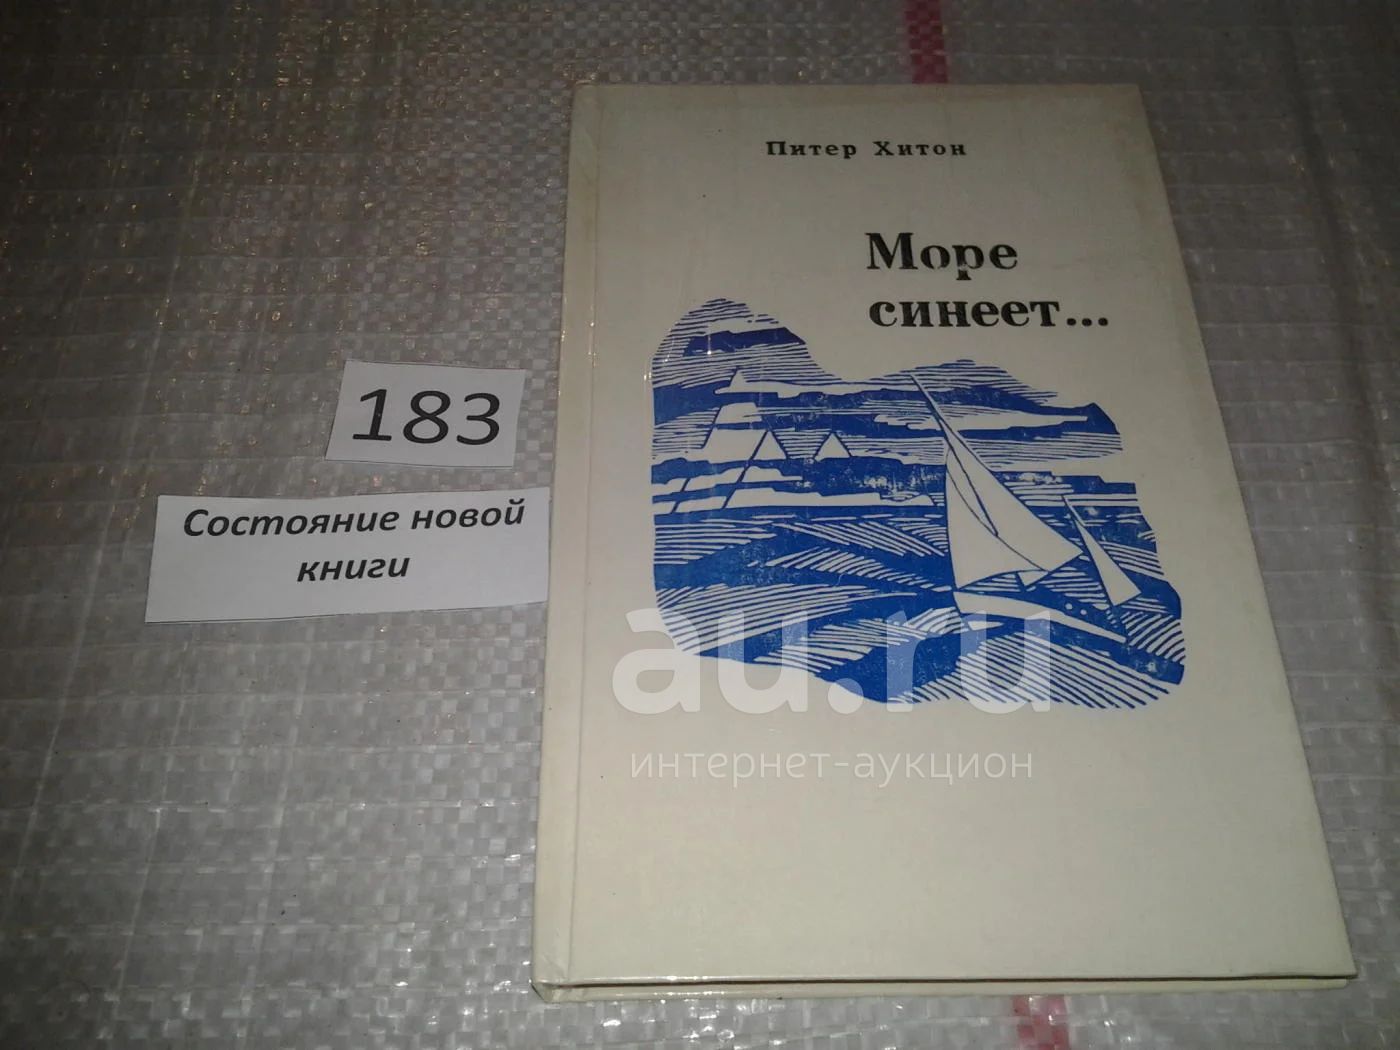 Питер Хитон
Море
синеет...
183
Состояние новой
книги
au.ru
интернет-аукцион